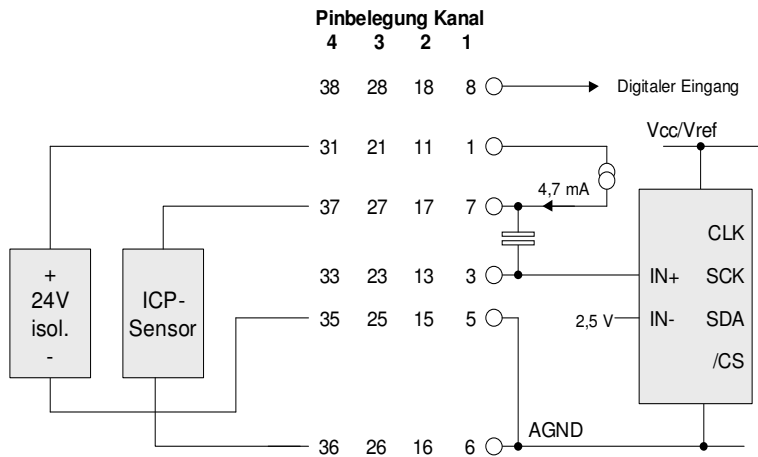 Pinbelegung Kanal
4 3 2 1
38 28 18 8 Digitaler Eingang
Vcc/Vref
31 21 11 1
4,7 mA
37 27 17 7
CLK
33 23 13 3 IN+ SCK
35 25 15 5 2,5 V IN- SDA
/CS
+
24V
isol.
-
ICP-
Sensor
AGND
36 26 16 6